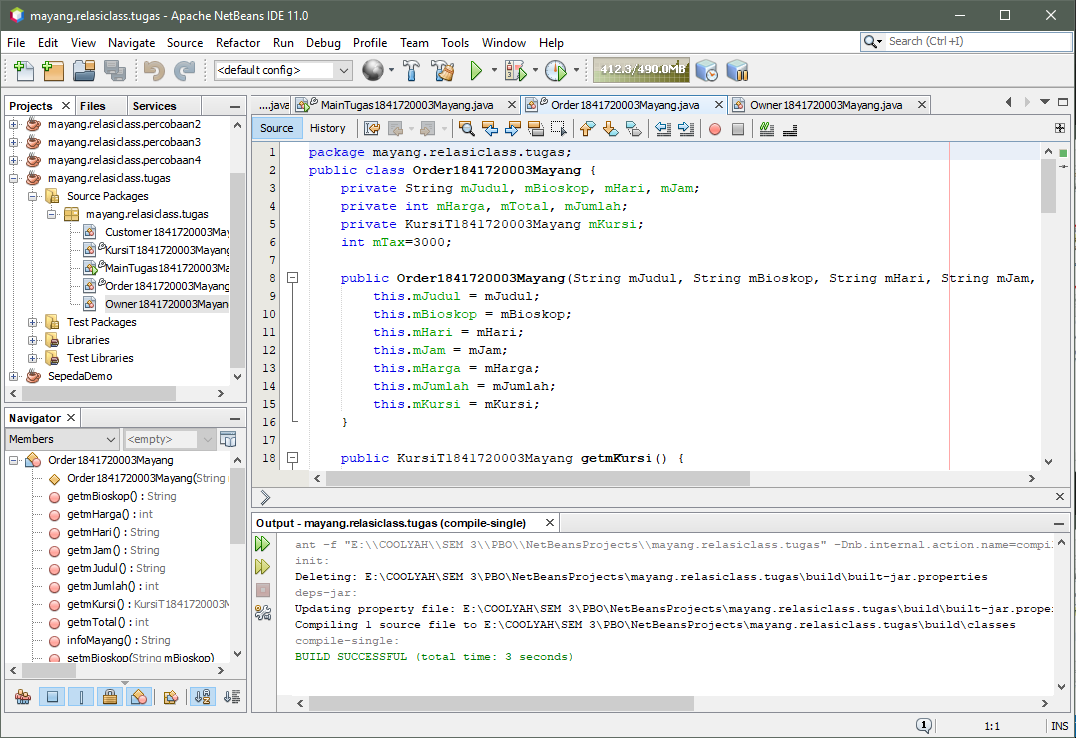 mayang.relasiclass.tugas - Apache NetBeans IDE 11.0
File Edit View Navigate Source Refactor Run Debug Profile Team Tools Window Help
Search (Ctrl+I)
<default config>
412.3/490.0MB
Projects Files Services
mayang.relasiclass.percobaan2
mayang.relasiclass.percobaan3
mayang.relasiclass.percobaan4
mayang.relasiclass.tugas
Source Packages
mayang.relasiclass.tugas
Customer1841720003May
KursiT1841720003Mayang
MainTugas1841720003Ma
Order1841720003Mayang
Owner1841720003Mayan
Test Packages
Libraries
Test Libraries
SepedaDemo
Navigator
Members <empty>
Order1841720003Mayang
Order1841720003Mayang(String
getmBioskop() : String
getmHarga() : int
getmHari() : String
getmJam() : String
getmJudul() : String
getmJumlah() : int
getmKursi() : KursiT1841720003M
getmTotal() : int
infoMayang() : String
setmBioskop(String mBioskop)
....java MainTugas1841720003Mayang.java Order1841720003Mayang.java Owner1841720003Mayang.java
Source History
1 package mayang.relasiclass.tugas;
2 public class Order1841720003Mayang {
3 private String mJudul, mBioskop, mHari, mJam;
4 private int mHarga, mTotal, mJumlah;
5 private KursiT1841720003Mayang mKursi;
6 int mTax=3000;
7
8 public Order1841720003Mayang(String mJudul, String mBioskop, String mHari, String mJam,
9 this.mJudul = mJudul;
10 this.mBioskop = mBioskop;
11 this.mHari = mHari;
12 this.mJam = mJam;
13 this.mHarga = mHarga;
14 this.mJumlah = mJumlah;
15 this.mKursi = mKursi;
16 }
17
18 public KursiT1841720003Mayang getmKursi() {
Output - mayang.relasiclass.tugas (compile-single)
ant -f "E:\\COOLYAH\\SEM 3\\PBO\\NetBeansProjects\\mayang.relasiclass.tugas" -Dnb.internal.action.name=compi
init:
Deleting: E:\COOLYAH\SEM 3\PBO\NetBeansProjects\mayang.relasiclass.tugas\build\built-jar.properties
deps-jar:
Updating property file: E:\COOLYAH\SEM 3\PBO\NetBeansProjects\mayang.relasiclass.tugas\build\built-jar.prope
Compiling 1 source file to E:\COOLYAH\SEM 3\PBO\NetBeansProjects\mayang.relasiclass.tugas\build\classes
compile-single:
BUILD SUCCESSFUL (total time: 3 seconds)
1 1:1 INS